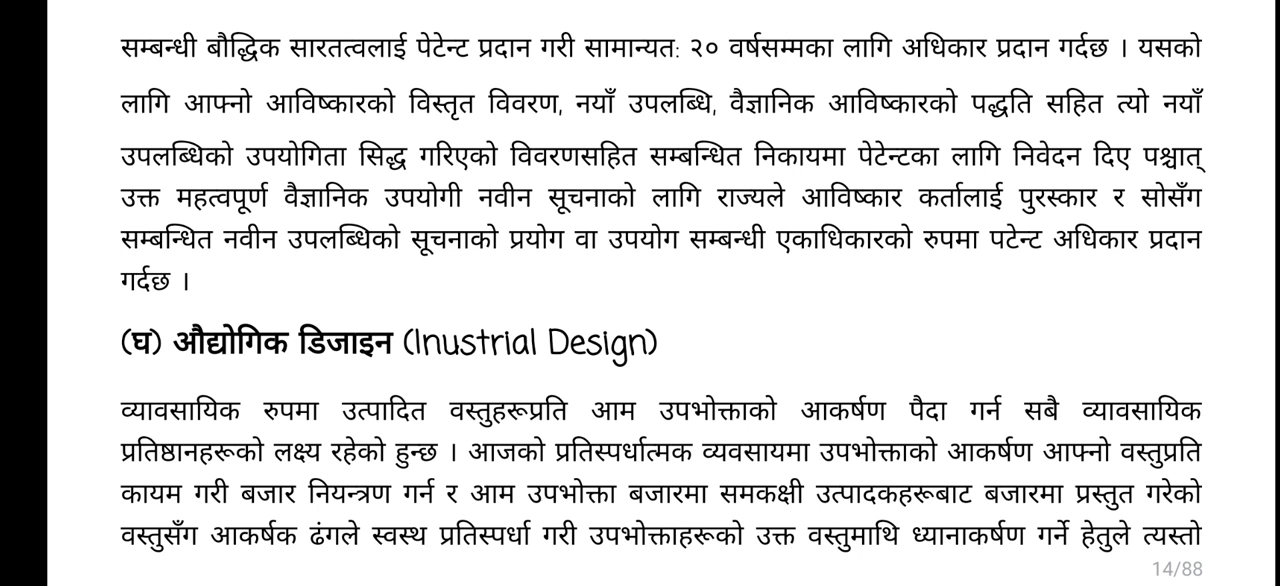 सम्बन्धी बौद्धिक सारतत्वलाई पेटेन्ट प्रदान गरी सामान्यत: २० वर्षसम्मका लागि अधिकार प्रदान गर्दछ । यसको
लागि आफ्नो आविष्कारको विस्तृत विवरण, नयाँ उपलब्धि, वैज्ञानिक आविष्कारको पद्धति सहित त्यो नयाँ
उपलब्धिको उपयोगिता सिद्ध गरिएको विवरणसहित सम्बन्धित निकायमा पेटेन्टका लागि निवेदन दिए पश्चात्
उक्त महत्वपूर्ण वैज्ञानिक उपयोगी नवीन सूचनाको लागि राज्यले आविष्कार कर्तालाई पुरस्कार र सोसँग
सम्बन्धित नवीन उपलब्धिको सूचनाको प्रयोग वा उपयोग सम्बन्धी एकाधिकारको रुपमा पटेन्ट अधिकार प्रदान
गर्दछ ।
(घ) औद्योगिक डिजाइन (Inustrial Design)
व्यावसायिक रुपमा उत्पादित वस्तुहरूप्रति आम उपभोक्ताको आकर्षण पैदा गर्न सबै व्यावसायिक
प्रतिष्ठानहरूको लक्ष्य रहेको हुन्छ । आजको प्रतिस्पर्धात्मक व्यवसायमा उपभोक्ताको आकर्षण आफ्नो वस्तुप्रति
कायम गरी बजार नियन्त्रण गर्न र आम उपभोक्ता बजारमा समकक्षी उत्पादकहरूबाट बजारमा प्रस्तुत गरेको
वस्तुसँग आकर्षक ढंगले स्वस्थ प्रतिस्पर्धा गरी उपभोक्ताहरूको उक्त वस्तुमाथि ध्यानाकर्षण गर्ने हेतुले त्यस्तो
14/88